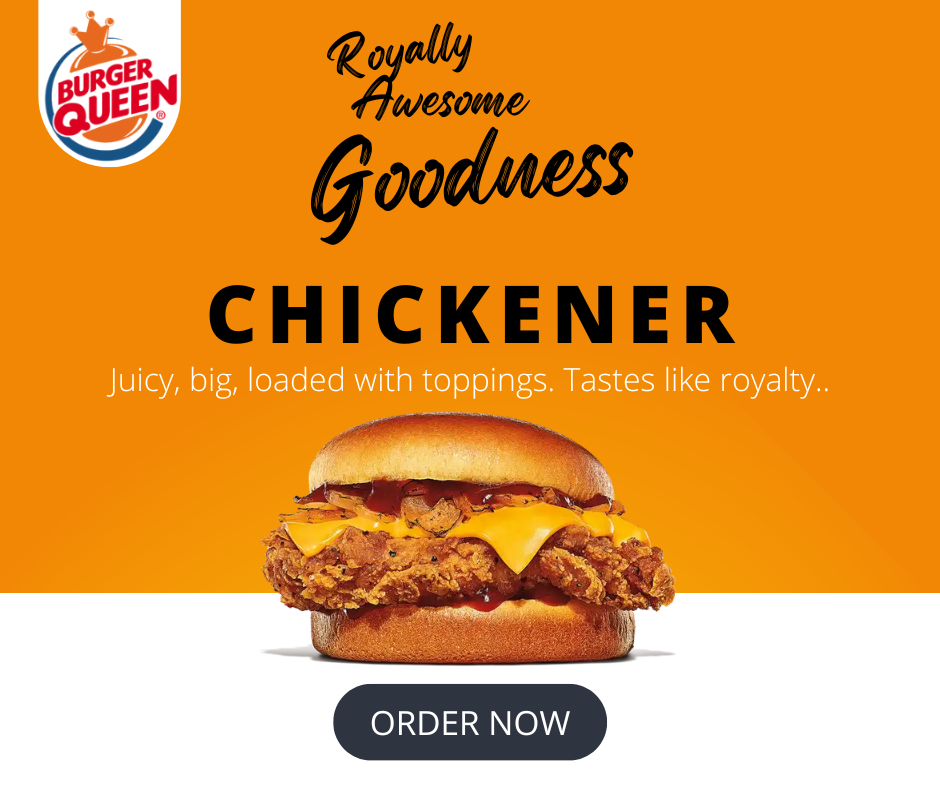 BURGER
QUEEN®
Royally
Awesome
Goodness
CHICKENER
Juicy, big, loaded with toppings. Tastes like royalty..
ORDER NOW